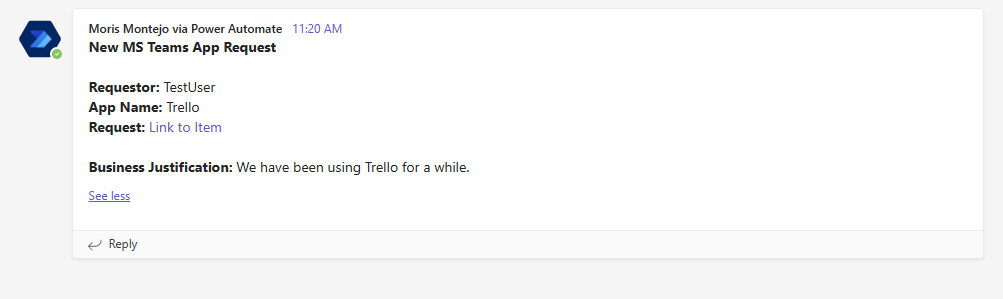 Moris Montejo via Power Automate 11:20 AM
New MS Teams App Request
Requestor: TestUser
App Name: Trello
Request: Link to Item
Business Justification: We have been using Trello for a while.
See less
Reply